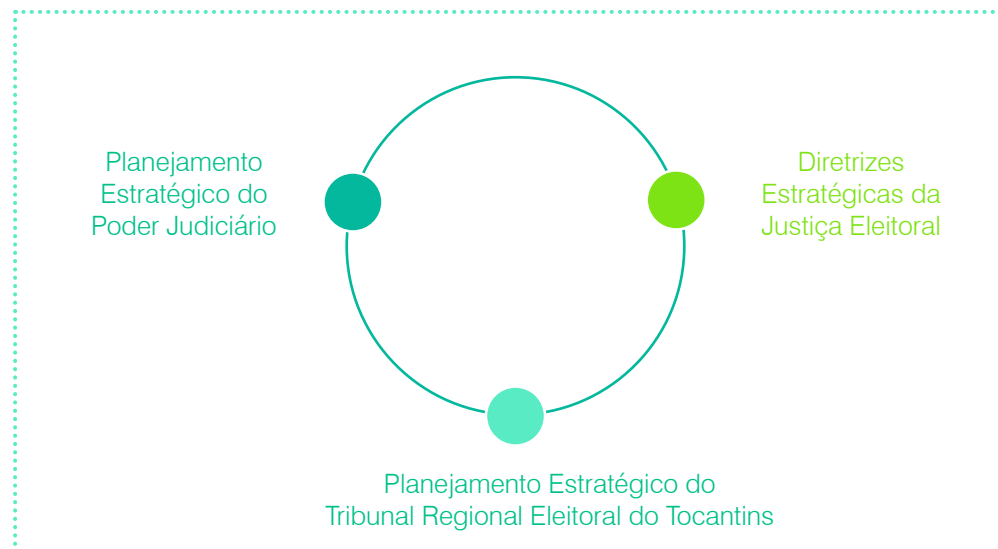 Planejamento
Estratégico do
Poder Judiciário
Diretrizes
Estratégicas da
Justiça Eleitoral
Planejamento Estratégico do
Tribunal Regional Eleitoral do Tocantins